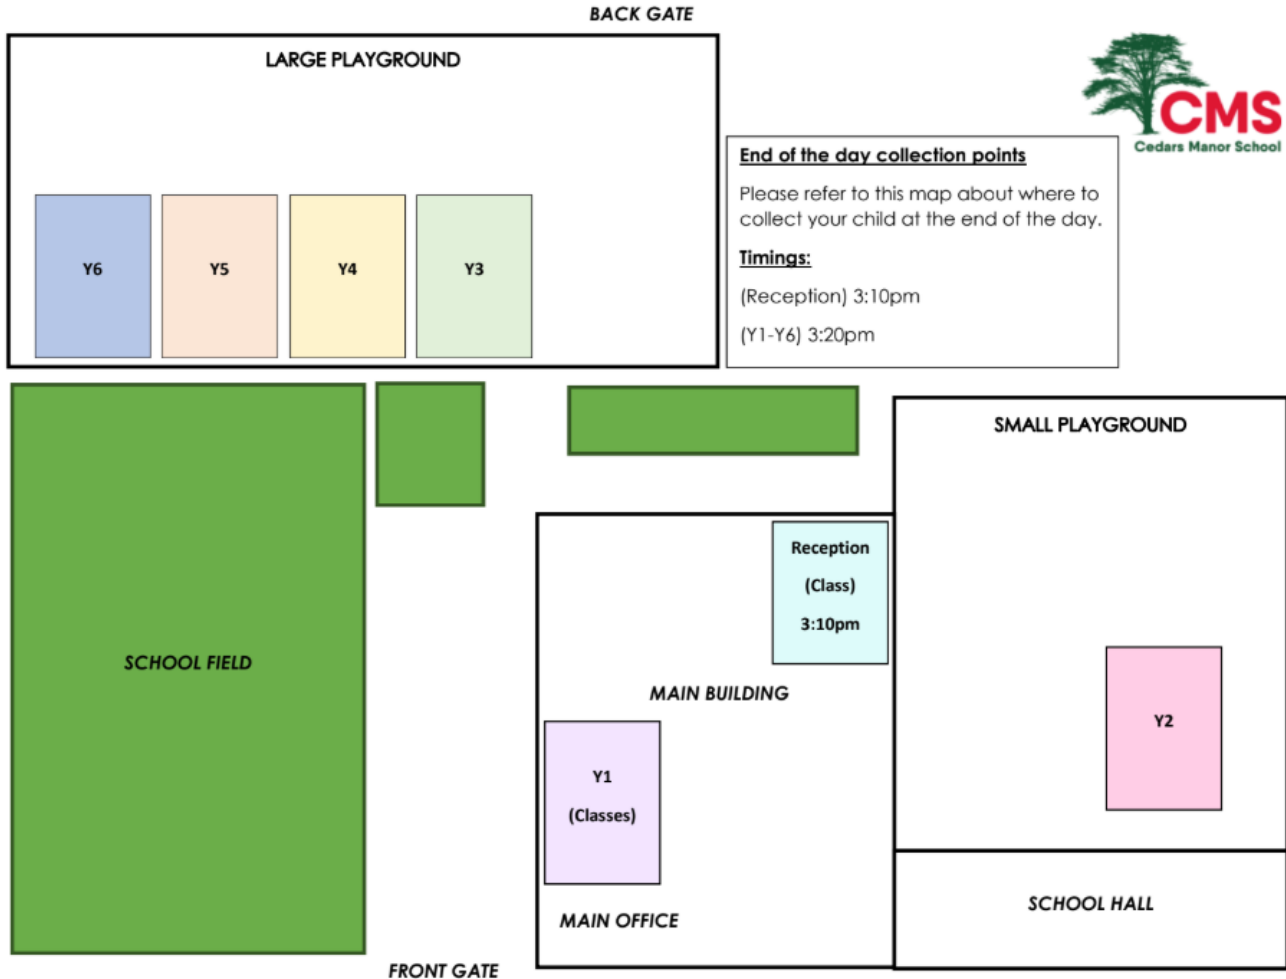 BACK GATE
LARGE PLAYGROUND
CMS
Cedars Manor School
End of the day collection points
Please refer to this map about where to
collect your child at the end of the day.
Timings:
(Reception) 3:10pm
(Y1-Y6) 3:20pm
Y6
Y5
Y4
Y3
SMALL PLAYGROUND
Reception
(Class)
3:10pm
SCHOOL FIELD
MAIN BUILDING
Y2
Y1
(Classes)
MAIN OFFICE
SCHOOL HALL
FRONT GATE